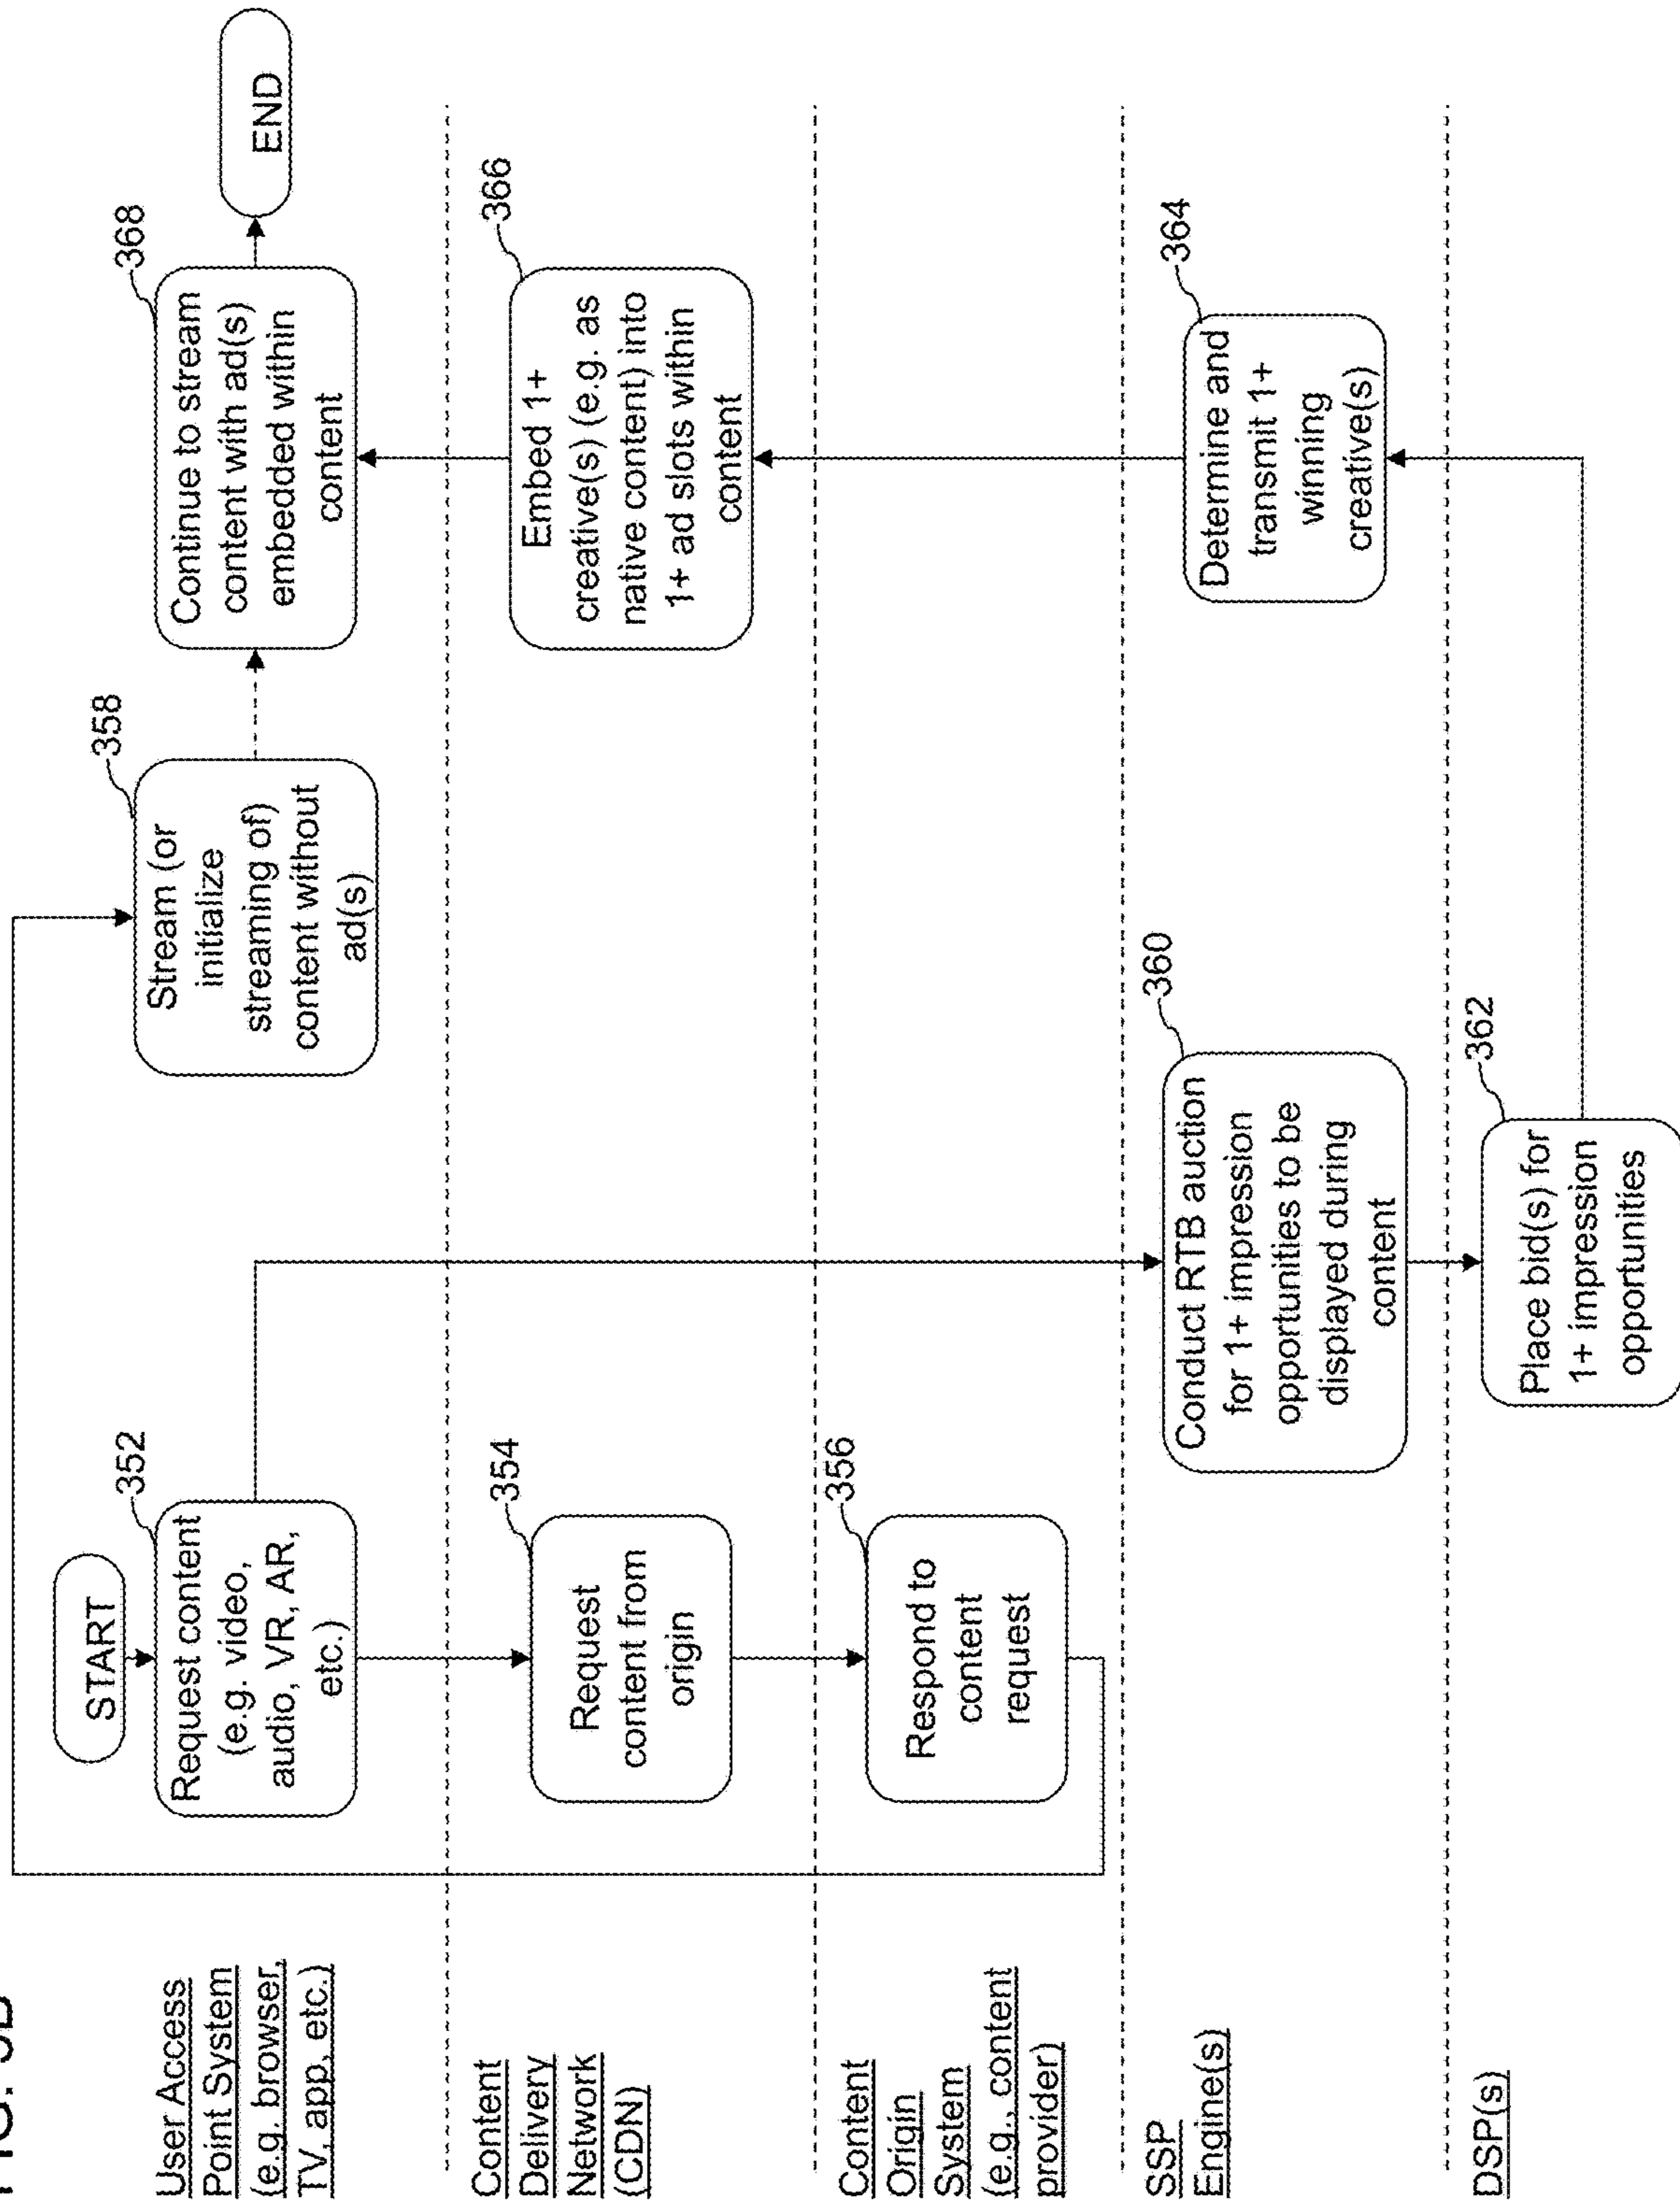 FIG. 3B
User Access
Point System
(e.g. browser,
TV, app, etc.)
START
352
Request content
(e.g. video,
audio, VR, AR,
etc.)
358
Stream (or
initialize
streaming of)
content without
ad(s)
368
Continue to stream
content with ad(s)
embedded within
content
END
Content
Delivery
Network
(CDN)
354
Request
content from
origin
366
Embed 1+
creative(s) (e.g. as
native content) into
1+ ad slots within
content
Content
Origin
System
(e.g., content
provider)
356
Respond to
content
request
SSP
Engine(s)
360
Conduct RTB auction
for 1+ impression
opportunities to be
displayed during
content
364
Determine and
transmit 1+
winning
creative(s)
DSP(s)
362
Place bid(s) for
1+ impression
opportunities